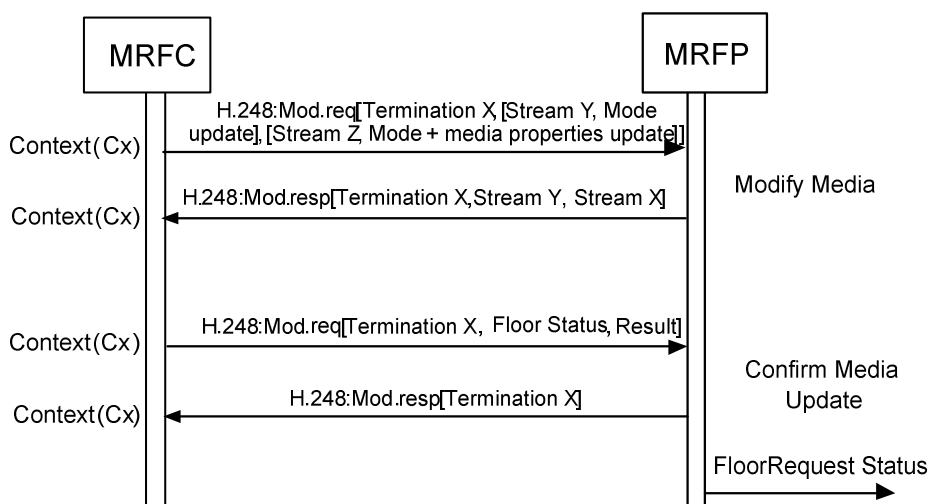 MRFC
MRFP
H.248:Mod.req[Termination X, [Stream Y, Mode
update], [Stream Z, Mode + media properties update]]
Context(Cx)
Modify Media
H.248:Mod.resp[Termination X,Stream Y, Stream X]
Context(Cx)
H.248:Mod.req[Termination X, Floor Status, Result]
Context(Cx)
Confirm Media
Update
H.248:Mod.resp[Termination X]
Context(Cx)
FloorRequest Status